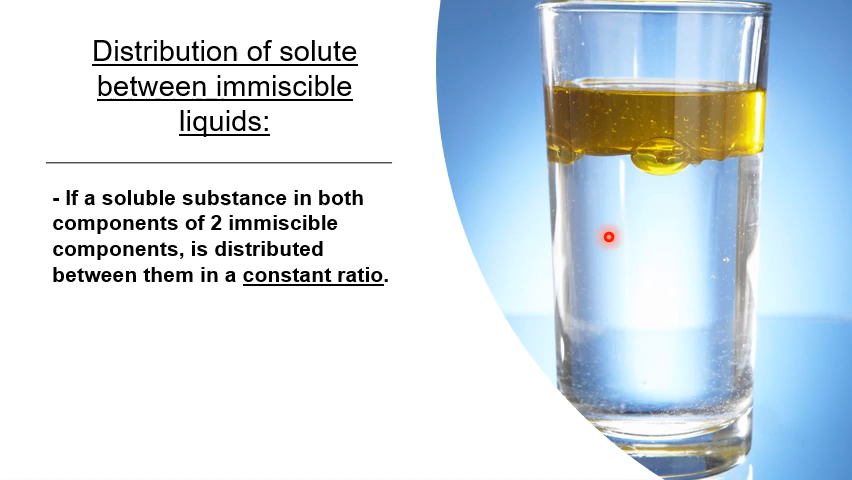 Distribution of solute
between immiscible
liquids:
- If a soluble substance in both
components of 2 immiscible
components, is distributed
between them in a constant ratio.